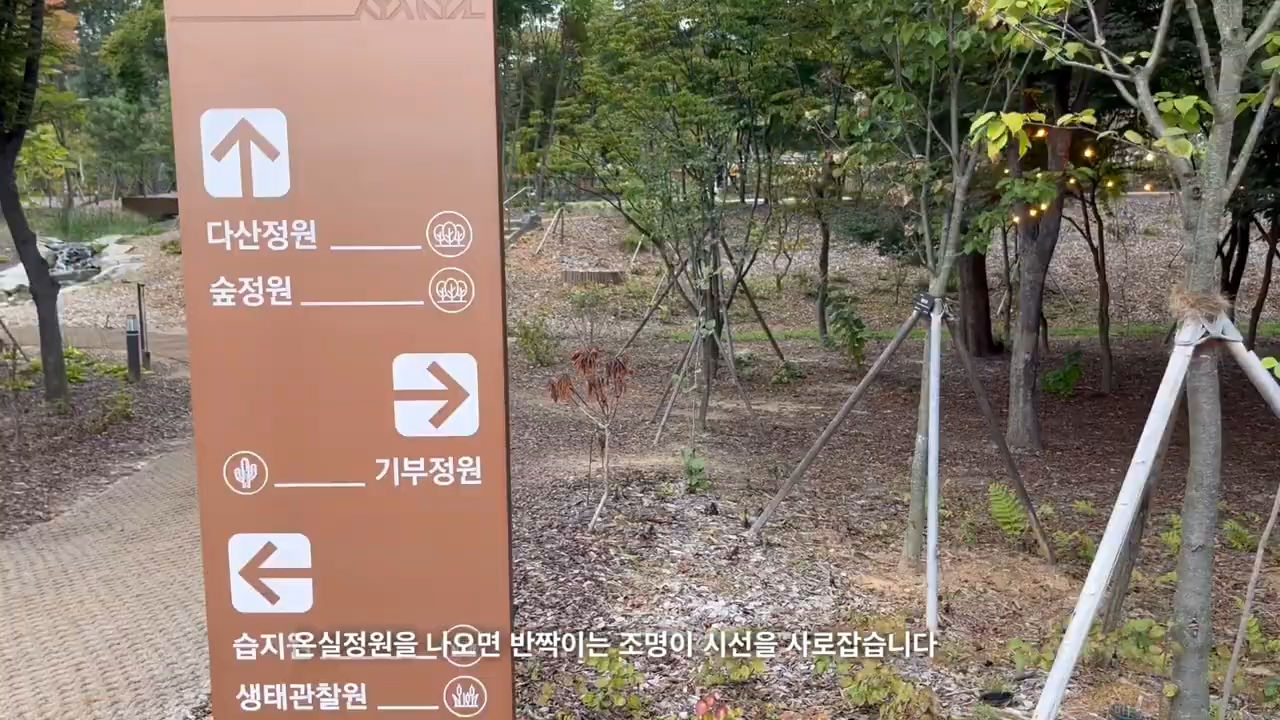 다산정원
숲정원
기부정원
습지
온실정원을 나오면 반짝이는 조명이 시선을 사로잡습니다
생태관찰원